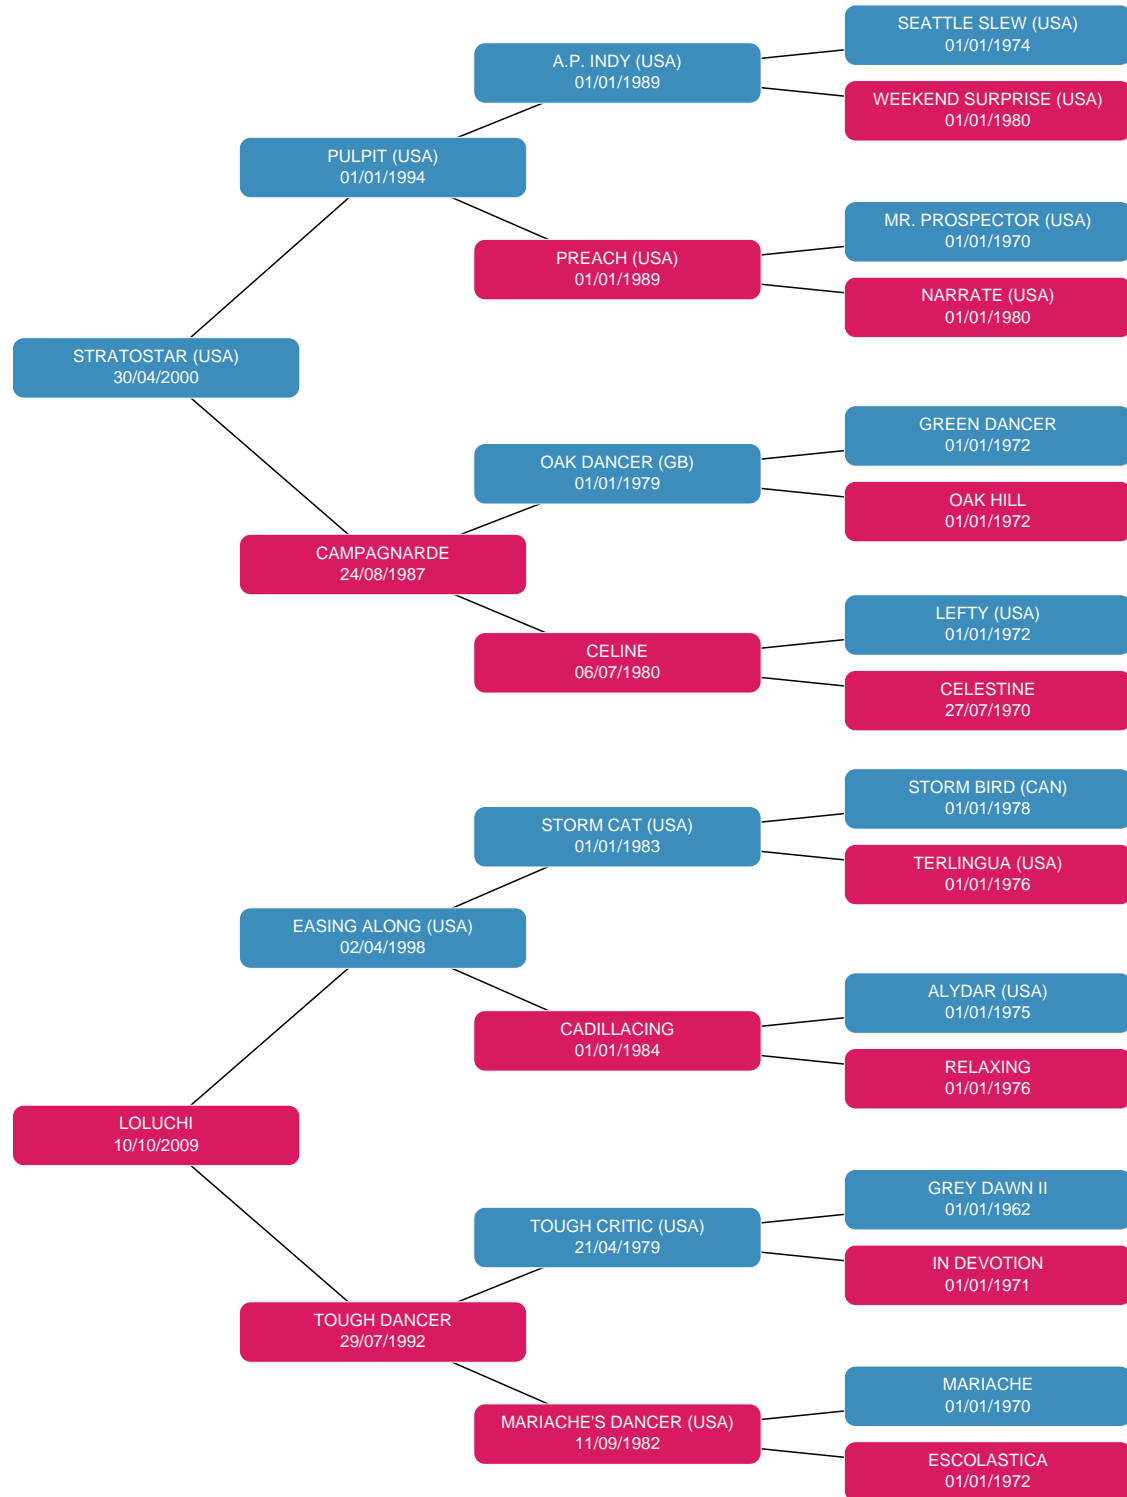 SEATTLE SLEW (USA)
01/01/1974
A.P. INDY (USA)
01/01/1989
WEEKEND SURPRISE (USA)
01/01/1980
PULPIT (USA)
01/01/1994
MR. PROSPECTOR (USA)
01/01/1970
PREACH (USA)
01/01/1989
NARRATE (USA)
01/01/1980
STRATOSTAR (USA)
30/04/2000
GREEN DANCER
01/01/1972
OAK DANCER (GB)
01/01/1979
OAK HILL
01/01/1972
CAMPAGNARDE
24/08/1987
LEFTY (USA)
01/01/1972
CELINE
06/07/1980
CELESTINE
27/07/1970
STORM BIRD (CAN)
01/01/1978
STORM CAT (USA)
01/01/1983
TERLINGUA (USA)
01/01/1976
EASING ALONG (USA)
02/04/1998
ALYDAR (USA)
01/01/1975
CADILLACING
01/01/1984
RELAXING
01/01/1976
LOLUCHI
10/10/2009
GREY DAWN II
01/01/1962
TOUGH CRITIC (USA)
21/04/1979
IN DEVOTION
01/01/1971
TOUGH DANCER
29/07/1992
MARIACHE
01/01/1970
MARIACHE'S DANCER (USA)
11/09/1982
ESCOLASTICA
01/01/1972